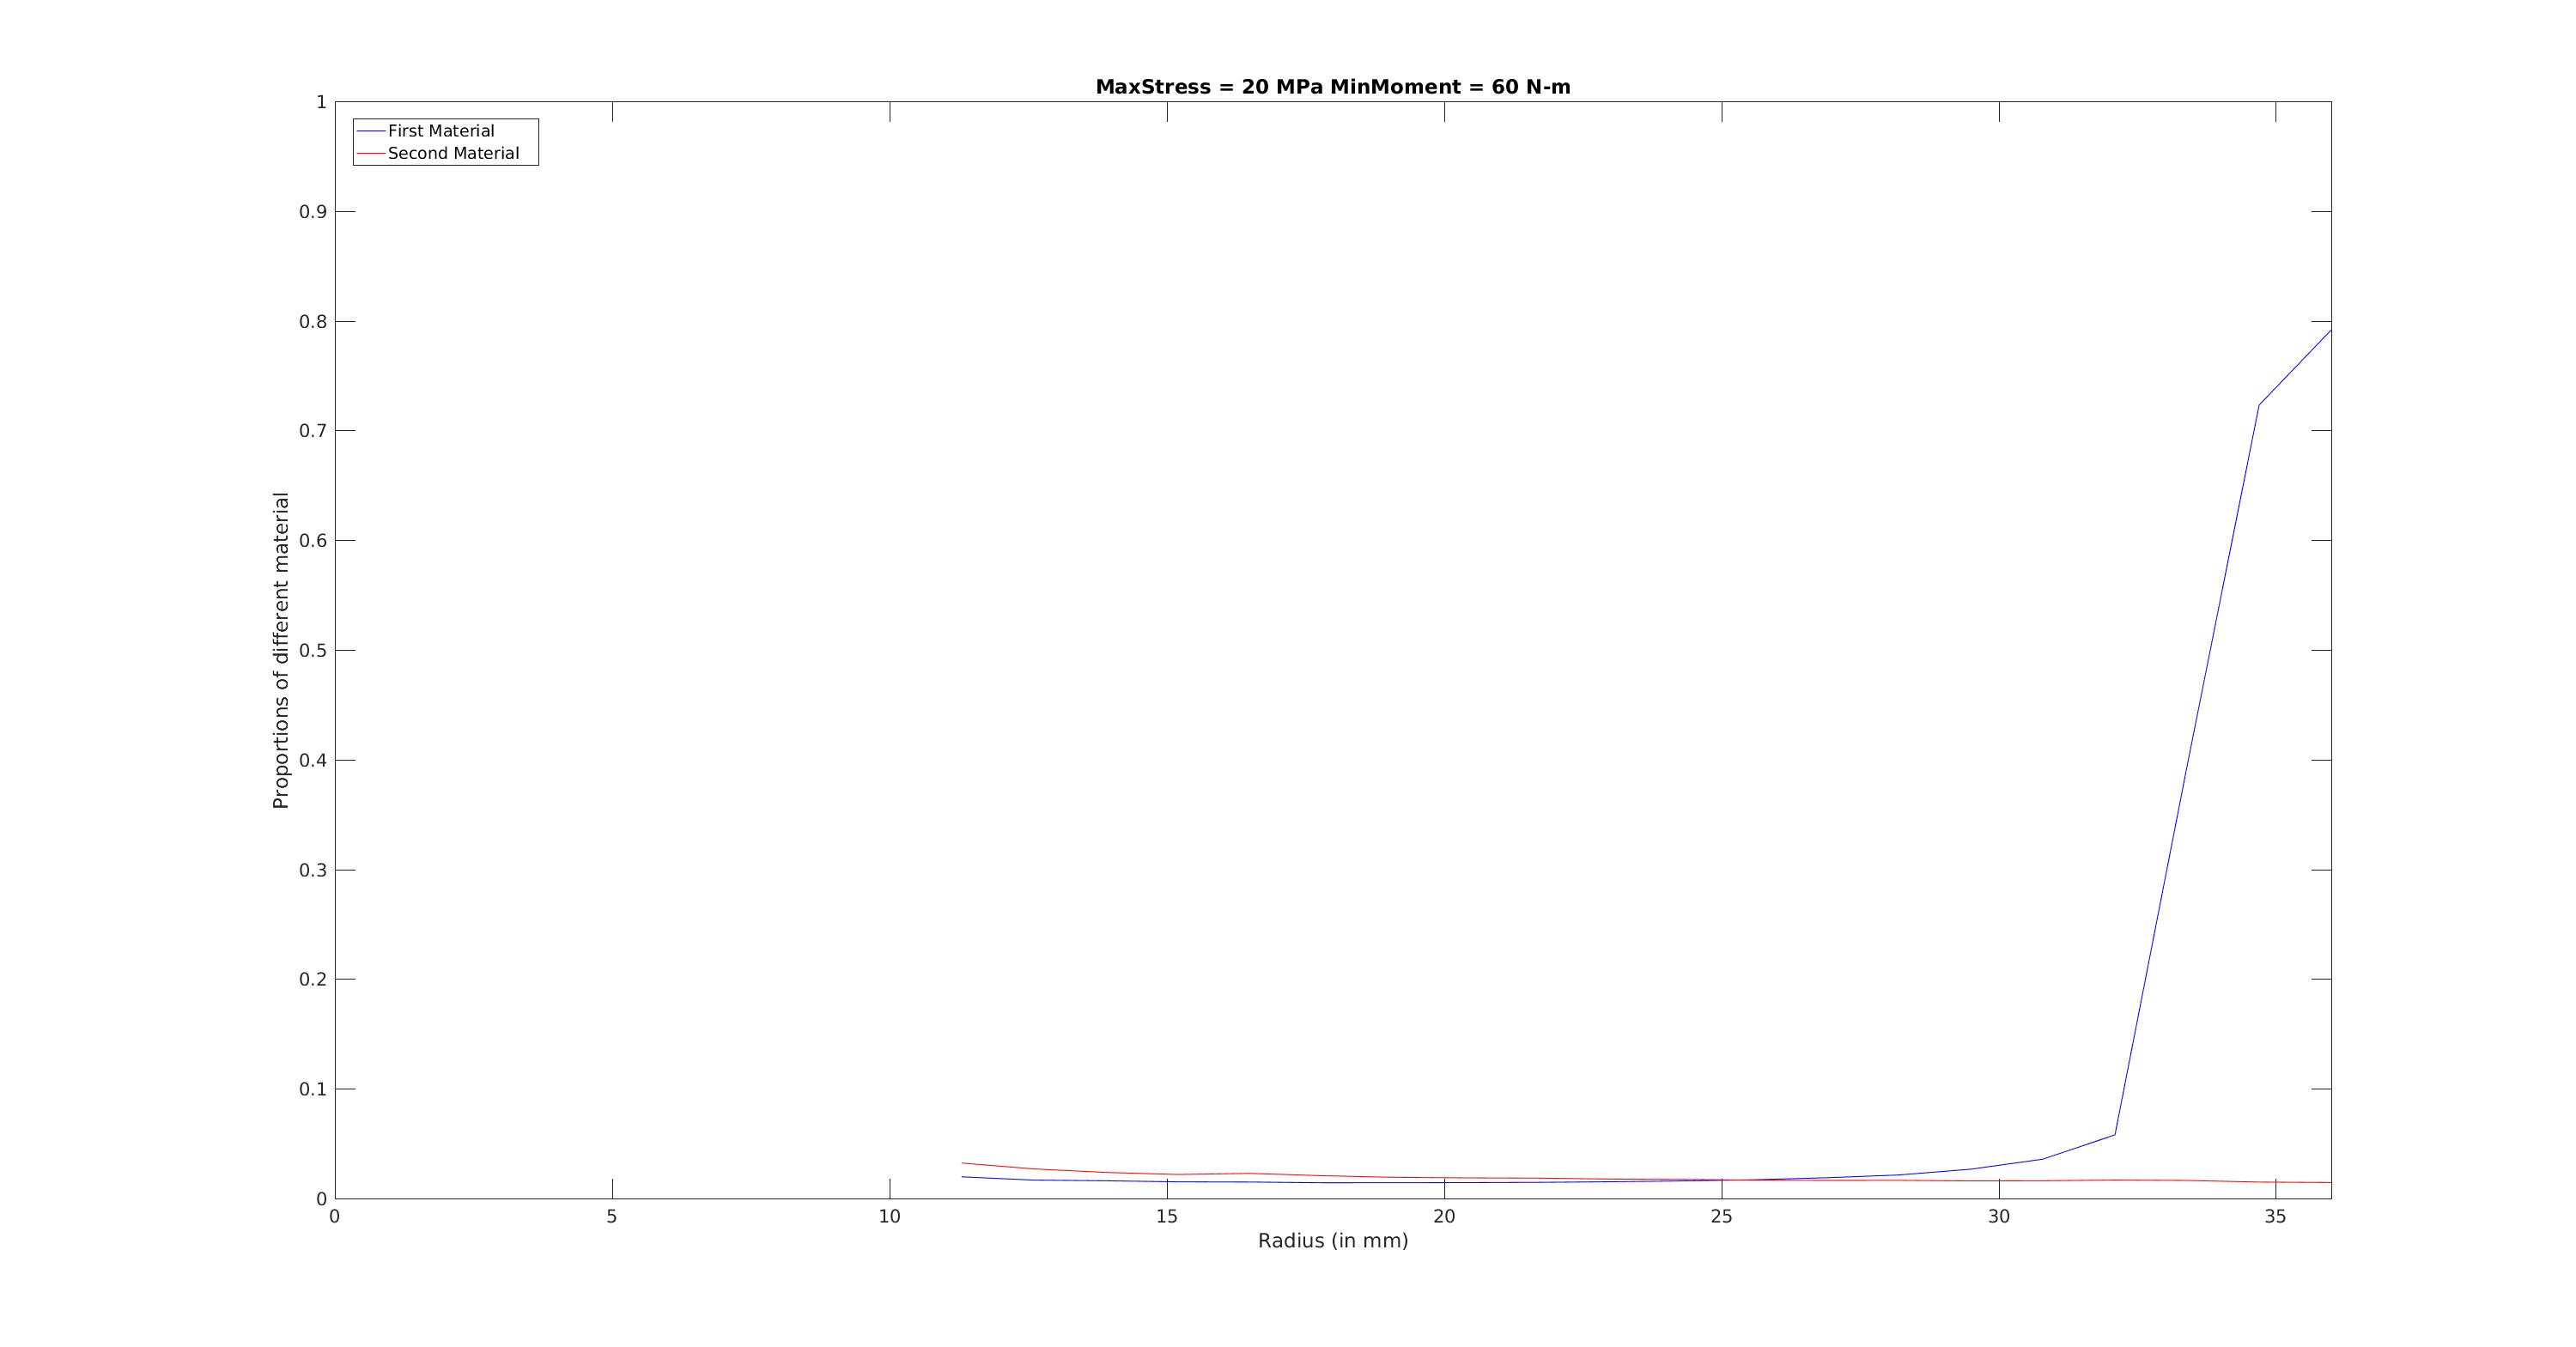 MaxStress = 20 MPa MinMoment = 60 N-m
First Material
Second Material
Proportions of different material
1
0.9
0.8
0.7
0.6
0.5
0.4
0.3
0.2
0.1
0
0 5 10 15 20 25 30 35
Radius (in mm)